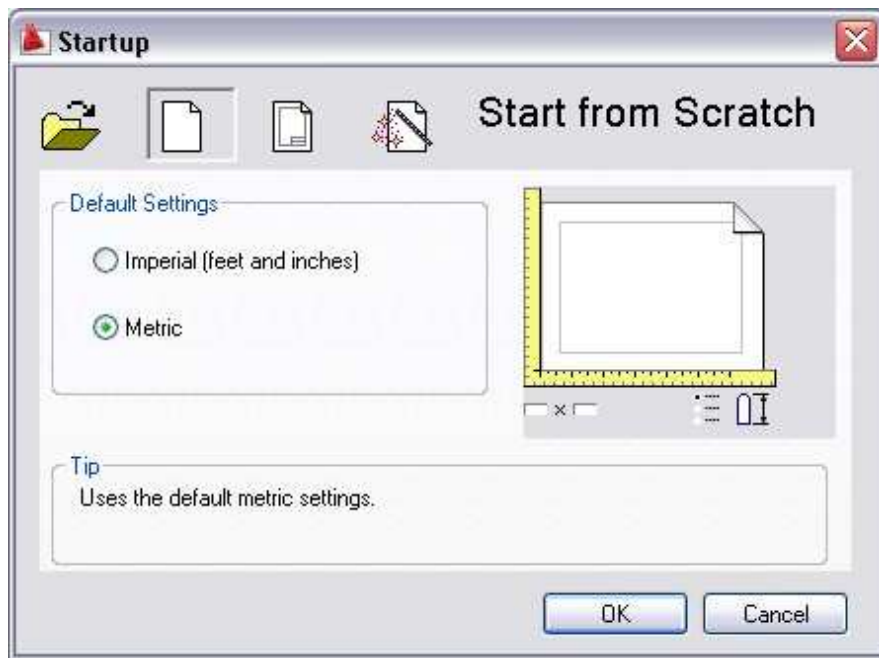 Startup
Start from Scratch
Default Settings
Imperial (feet and inches)
Metric
Tip
Uses the default metric settings.
OK
Cancel